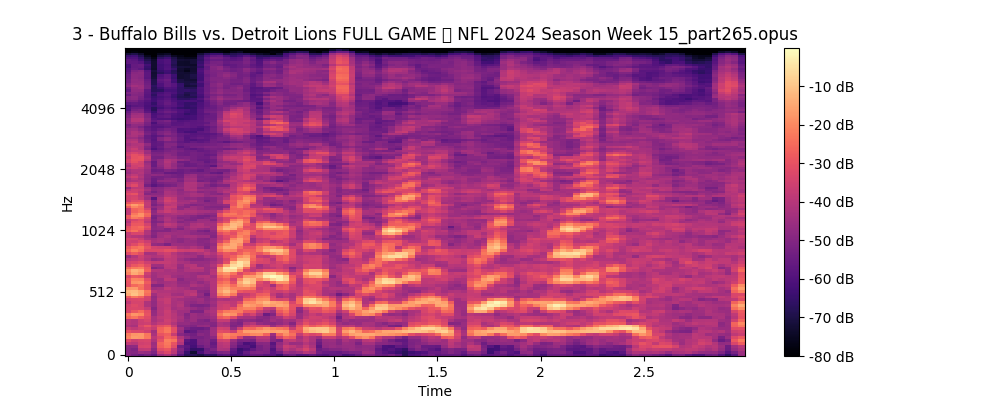 3 - Buffalo Bills vs. Detroit Lions FULL GAME ▯ NFL 2024 Season Week 15_part265.opus
4096
2048
1024
512
0
Hz
0
0.5
1
1.5
2
2.5
Time
-10 dB
-20 dB
-30 dB
-40 dB
-50 dB
-60 dB
-70 dB
-80 dB